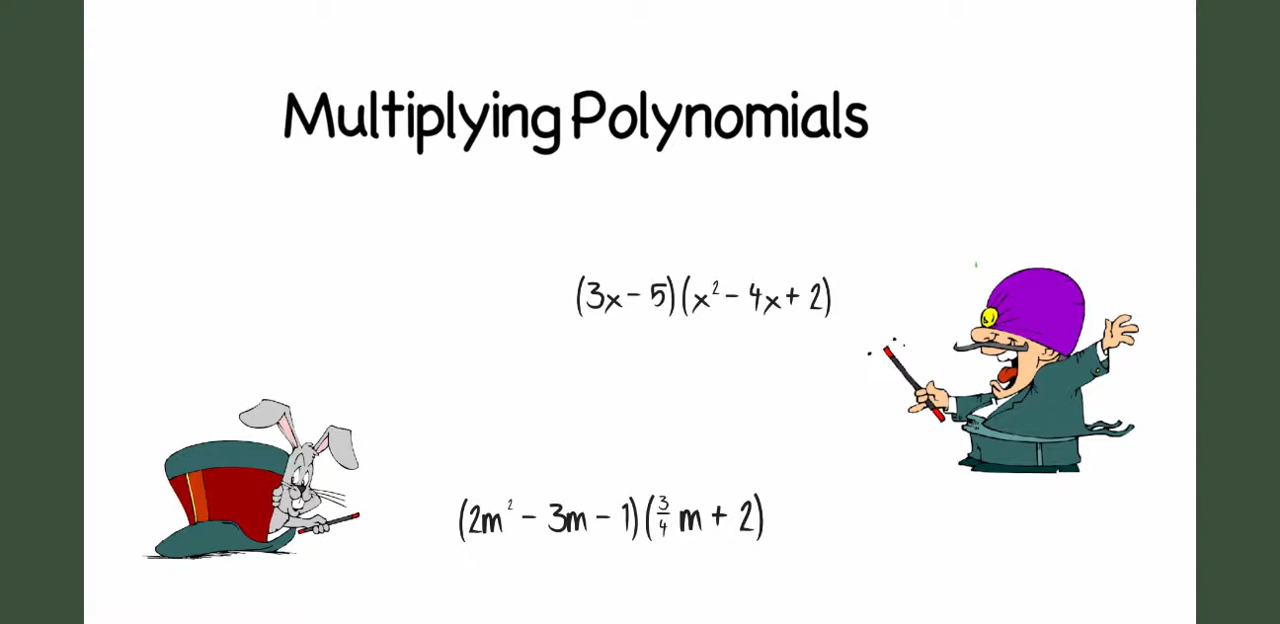 Multiplying Polynomials
(3x - 5)(x² - 4x + 2)
(2m² - 3m - 1)(¾ m + 2)